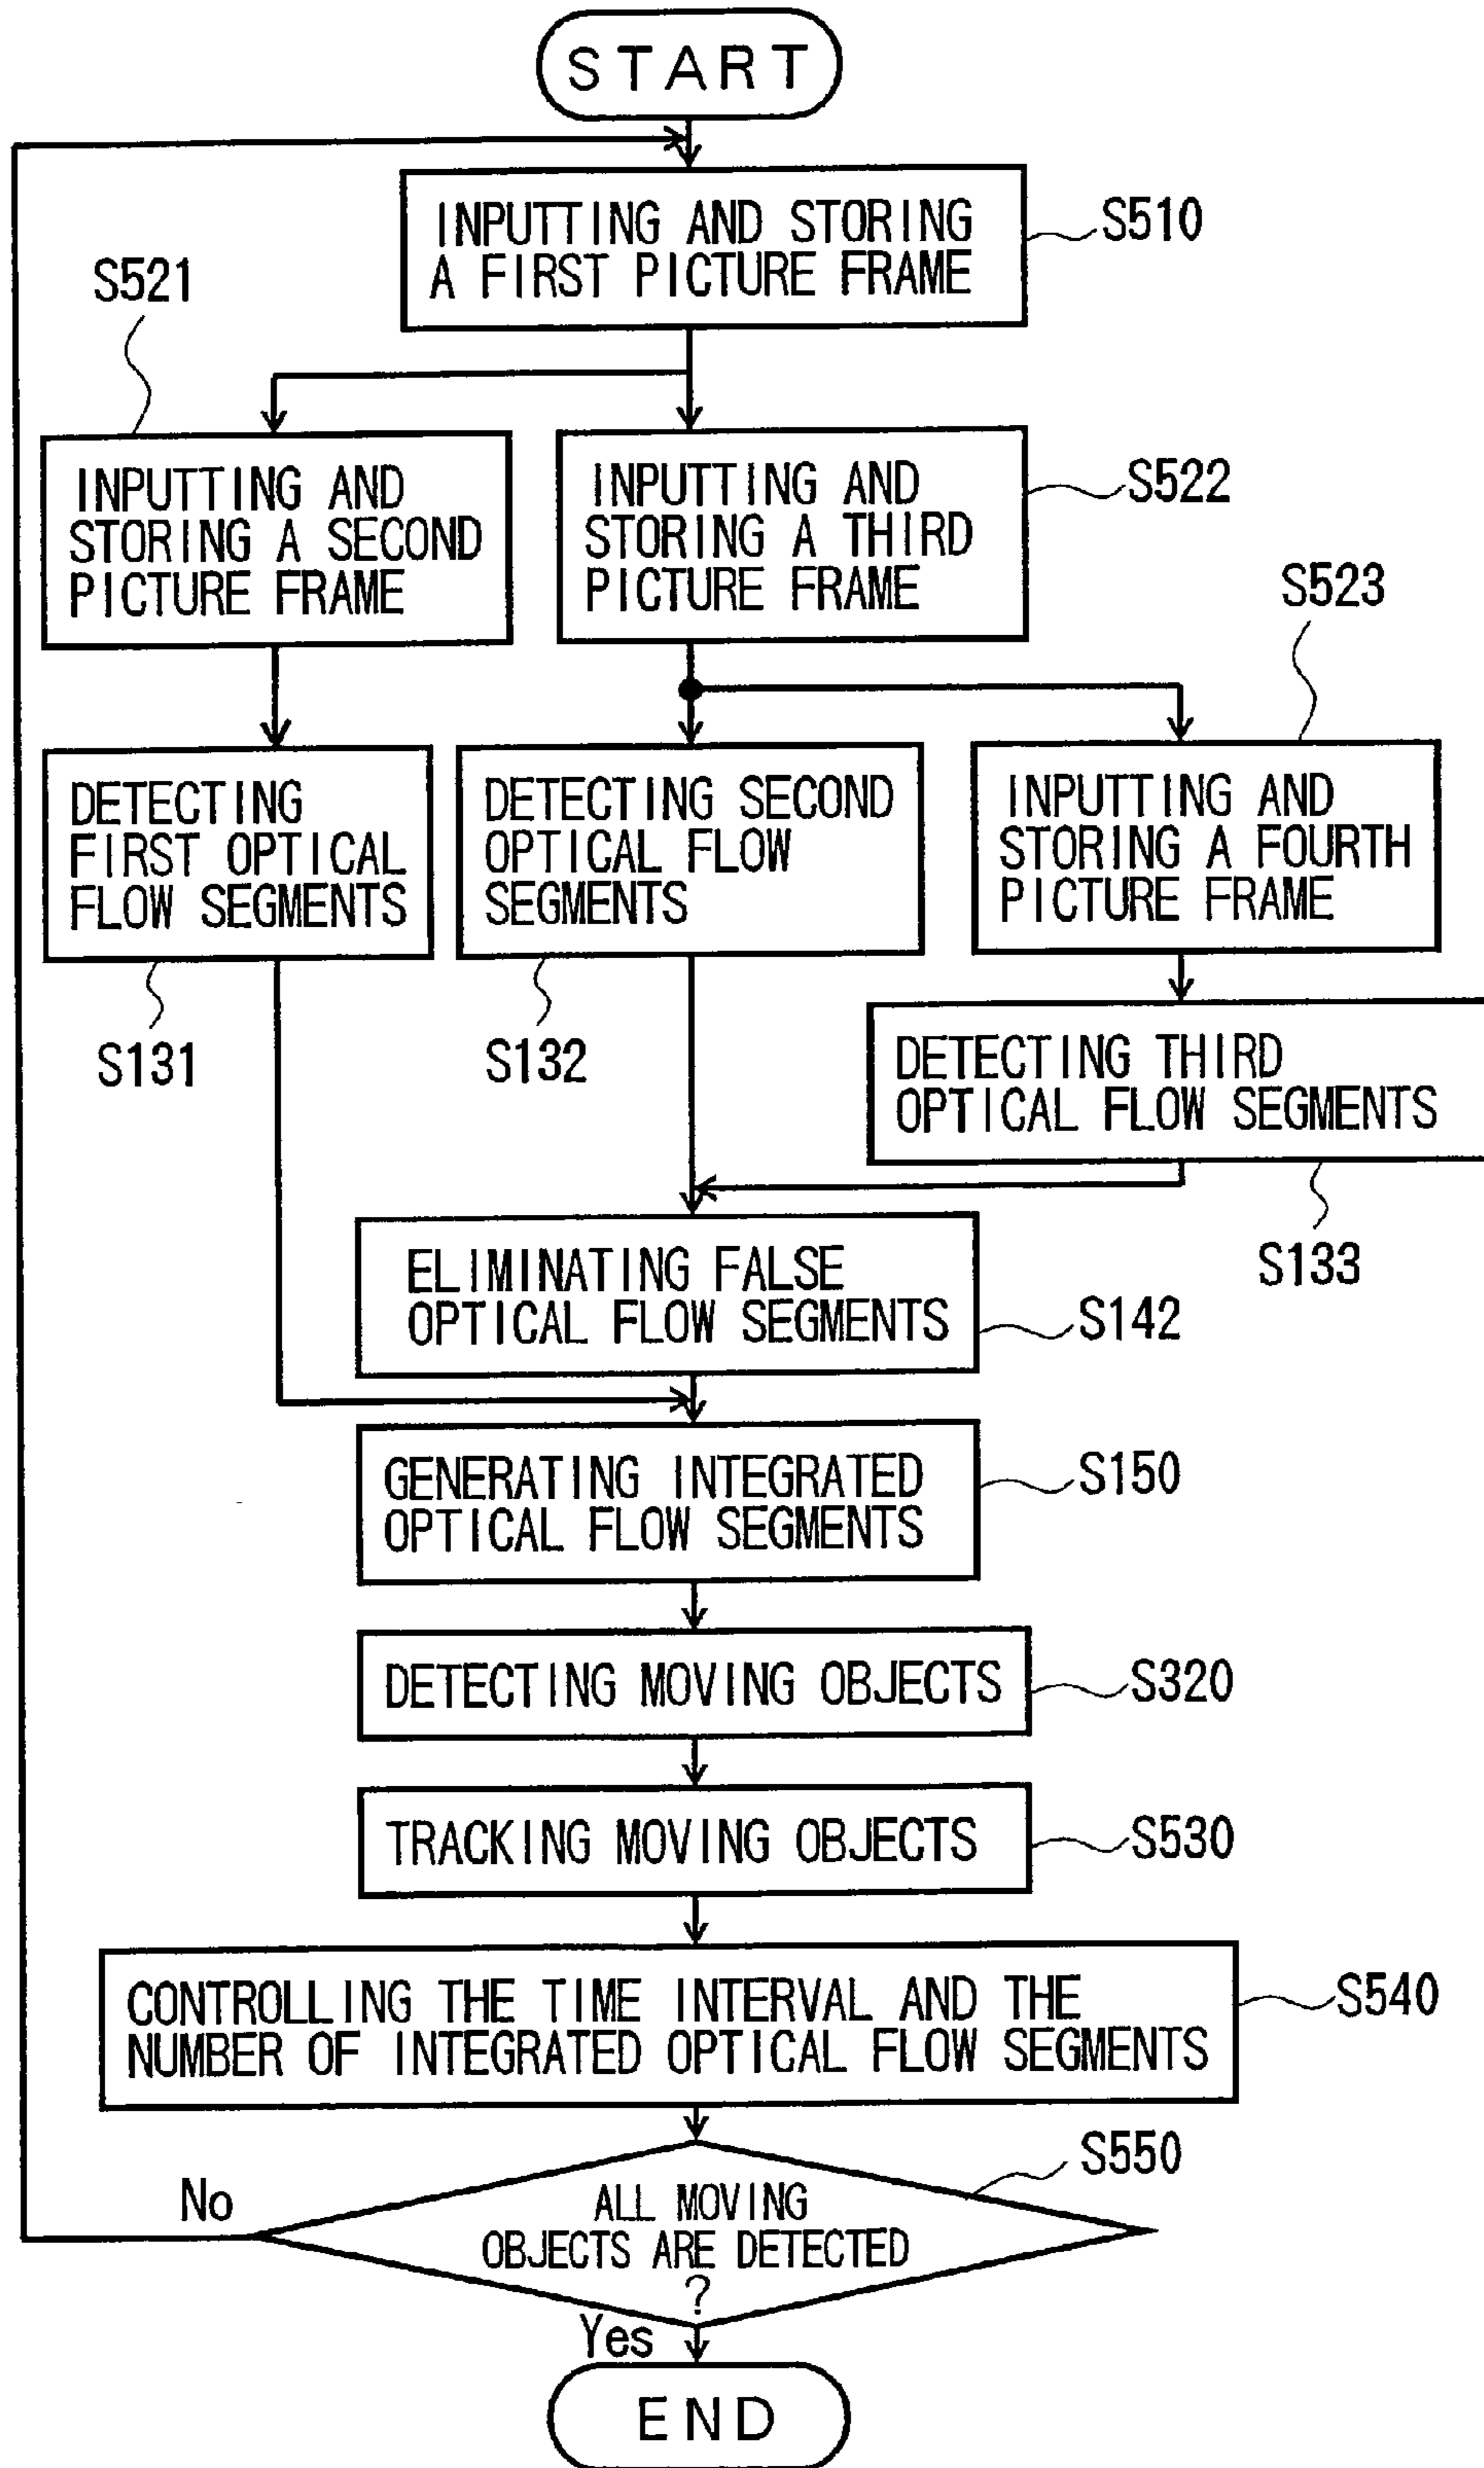 START
INPUTTING AND STORING
A FIRST PICTURE FRAME
S510
S521
INPUTTING AND
STORING A SECOND
PICTURE FRAME
INPUTTING AND
STORING A THIRD
PICTURE FRAME
S522
S523
DETECTING
FIRST OPTICAL
FLOW SEGMENTS
DETECTING SECOND
OPTICAL FLOW
SEGMENTS
INPUTTING AND
STORING A FOURTH
PICTURE FRAME
S131
S132
DETECTING THIRD
OPTICAL FLOW SEGMENTS
S133
ELIMINATING FALSE
OPTICAL FLOW SEGMENTS
S142
GENERATING INTEGRATED
OPTICAL FLOW SEGMENTS
S150
DETECTING MOVING OBJECTS
S320
TRACKING MOVING OBJECTS
S530
CONTROLLING THE TIME INTERVAL AND THE
NUMBER OF INTEGRATED OPTICAL FLOW SEGMENTS
S540
S550
No
ALL MOVING
OBJECTS ARE DETECTED
?
Yes
END